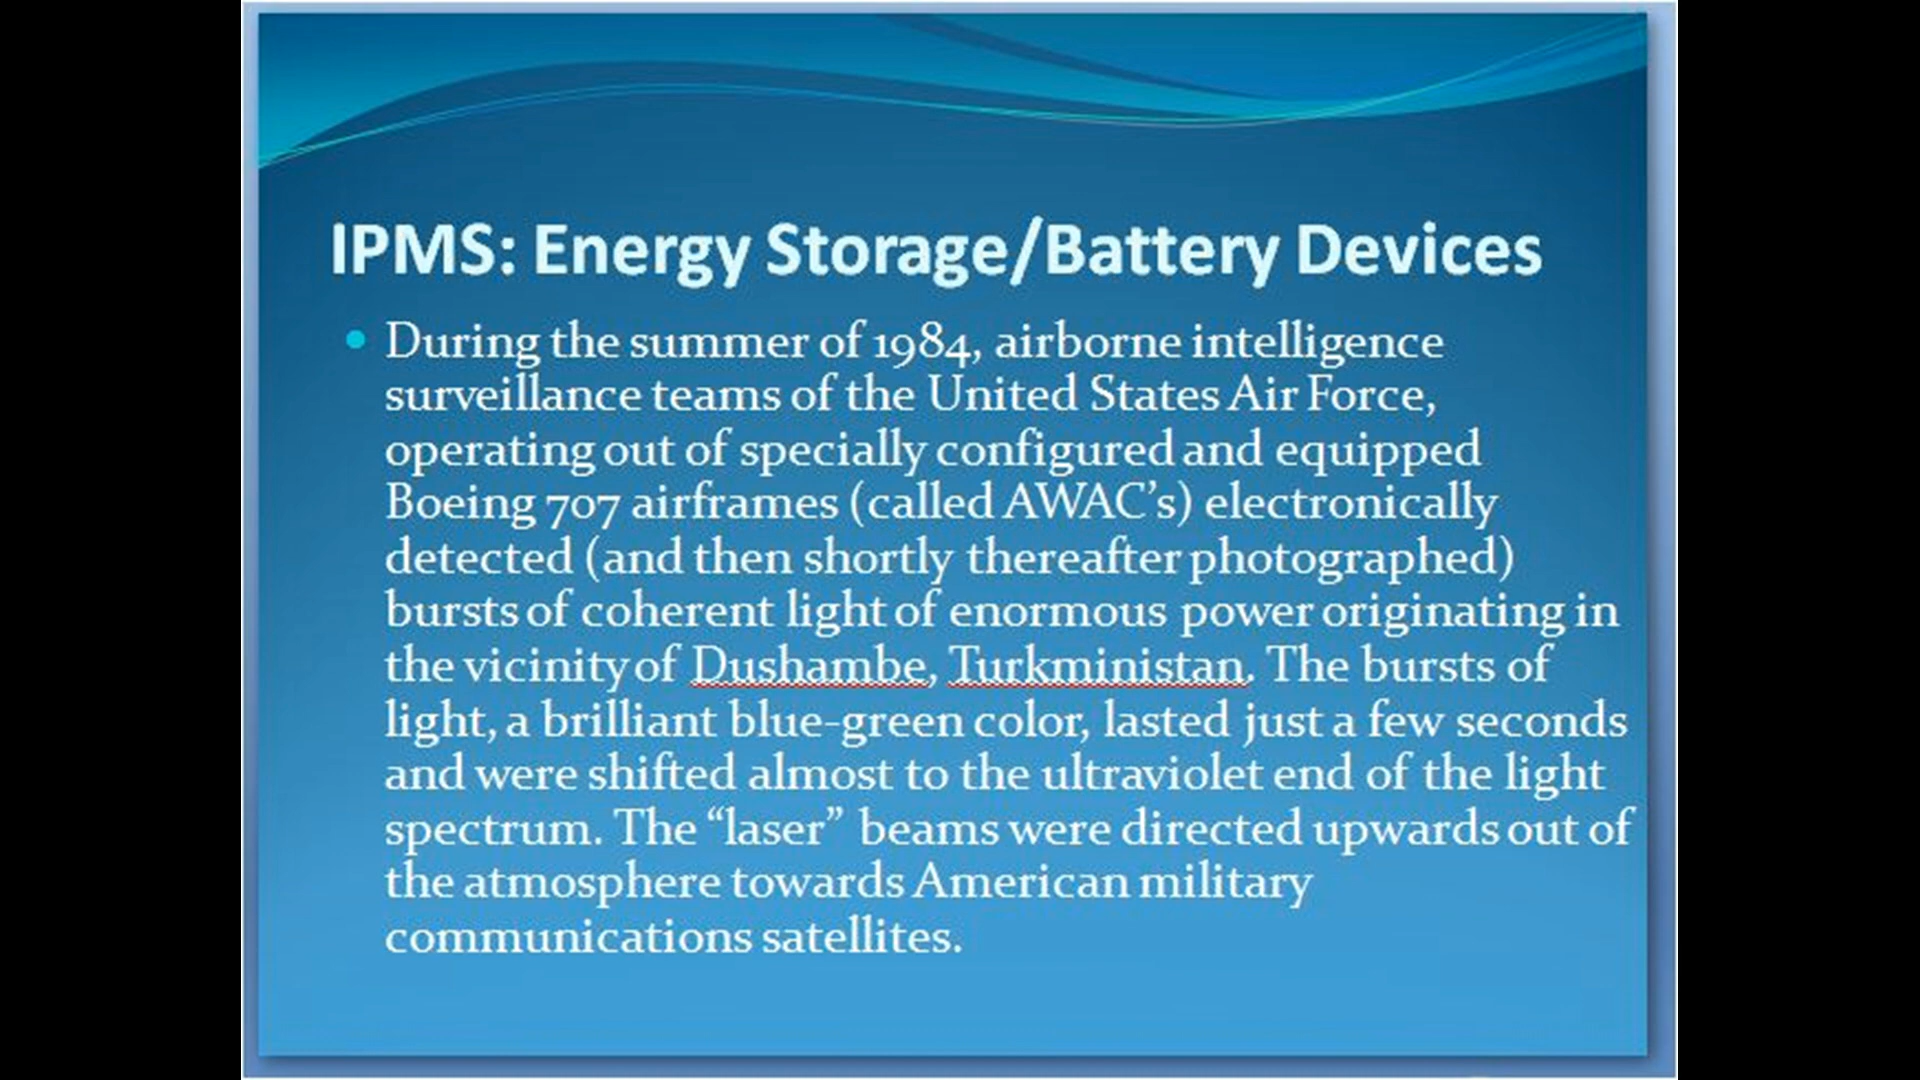 IPMS: Energy Storage/Battery Devices
• During the summer of 1984, airborne intelligence
surveillance teams of the United States Air Force,
operating out of specially configured and equipped
Boeing 707 airframes (called AWAC’s) electronically
detected (and then shortly thereafter photographed)
bursts of coherent light of enormous power originating in
the vicinity of Dushambe, Turkministan. The bursts of
light, a brilliant blue-green color, lasted just a few seconds
and were shifted almost to the ultraviolet end of the light
spectrum. The “laser” beams were directed upwards out of
the atmosphere towards American military
communications satellites.